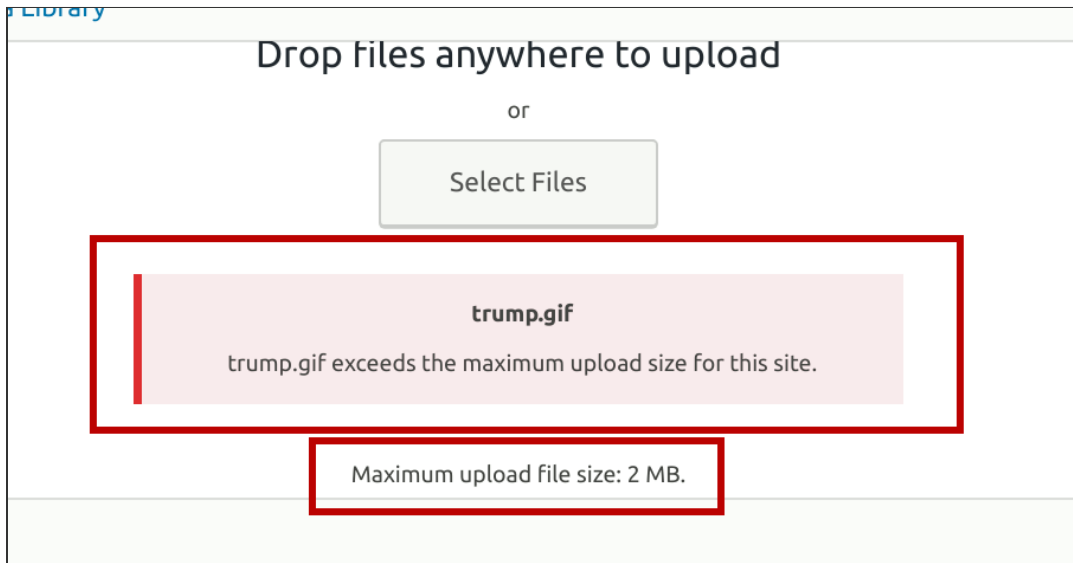 Library
Drop files anywhere to upload
or
Select Files
trump.gif
trump.gif exceeds the maximum upload size for this site.
Maximum upload file size: 2 MB.